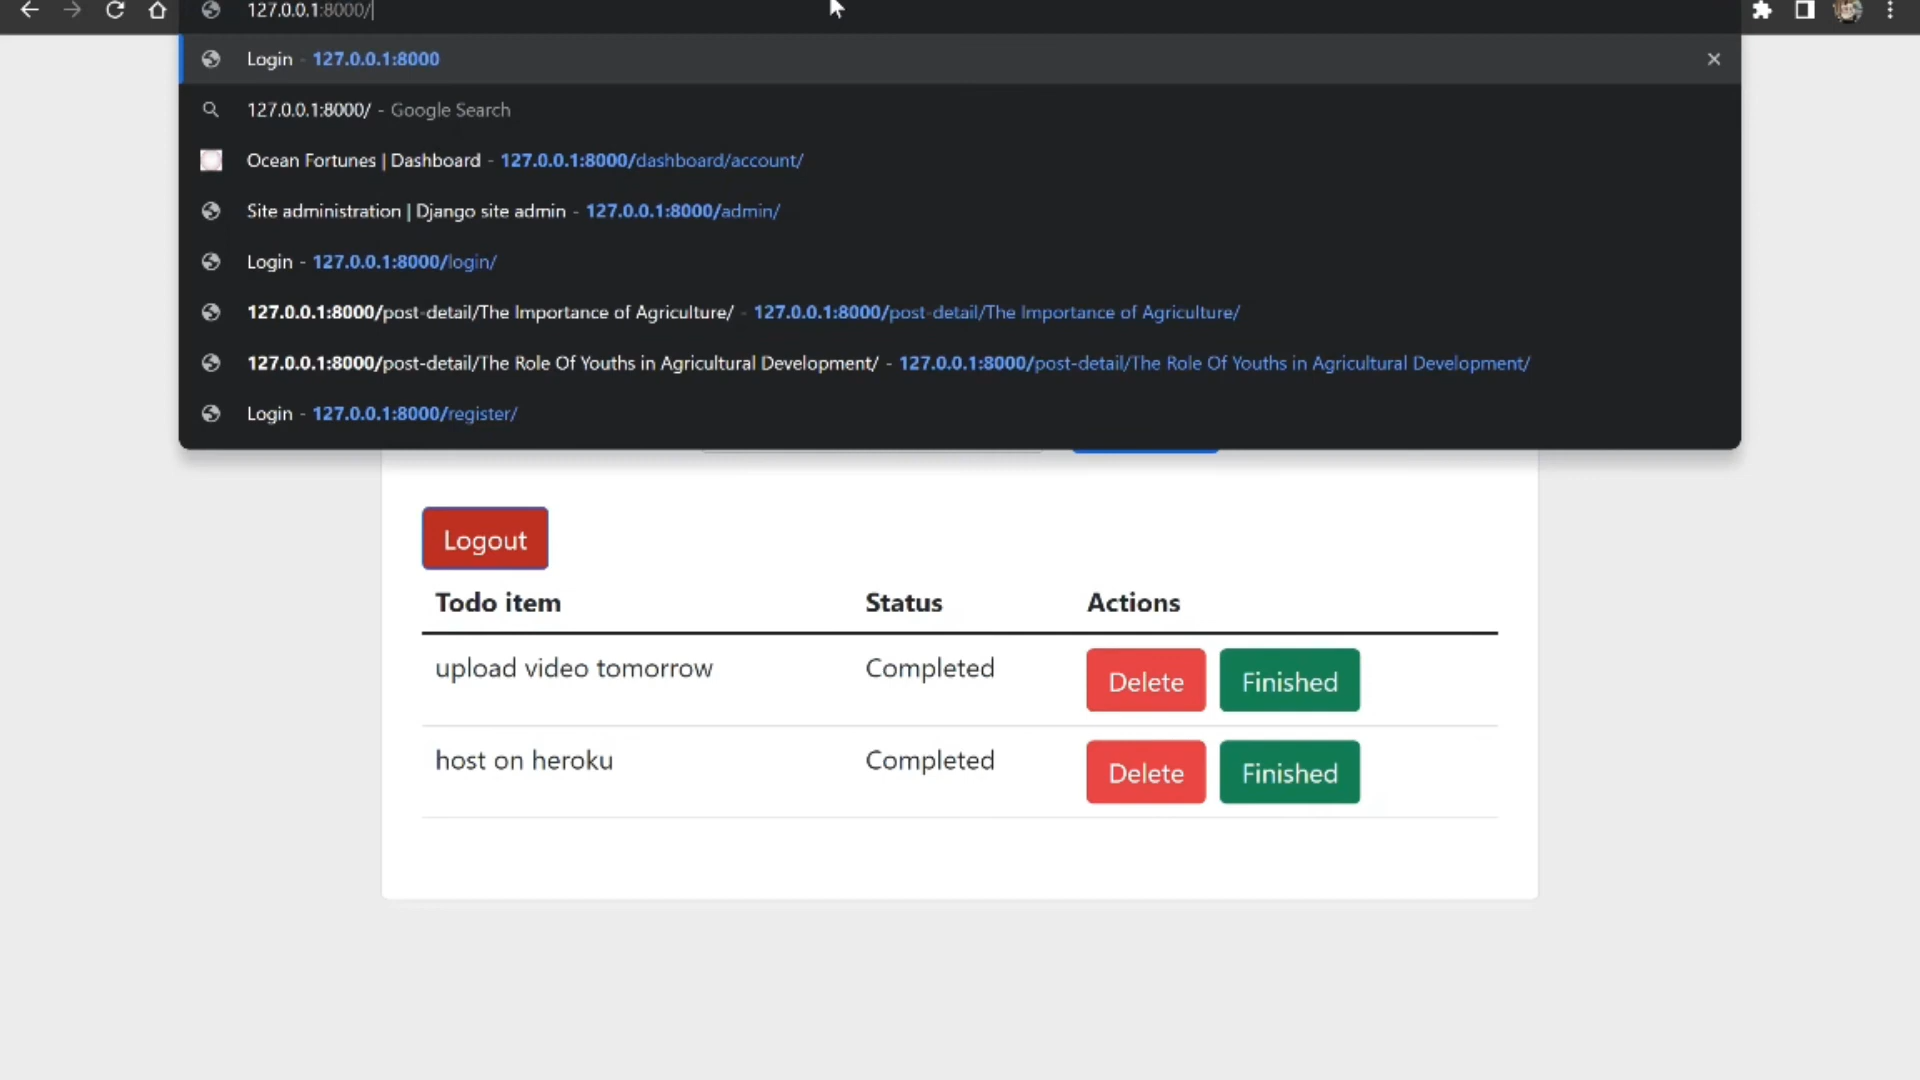 127.0.0.1:8000/
Login - 127.0.0.1:8000
127.0.0.1:8000/ - Google Search
Ocean Fortunes | Dashboard - 127.0.0.1:8000/dashboard/account/
Site administration | Django site admin - 127.0.0.1:8000/admin/
Login - 127.0.0.1:8000/login/
127.0.0.1:8000/post-detail/The Importance of Agriculture/ - 127.0.0.1:8000/post-detail/The Importance of Agriculture/
127.0.0.1:8000/post-detail/The Role Of Youths in Agricultural Development/ - 127.0.0.1:8000/post-detail/The Role Of Youths in Agricultural Development/
Login - 127.0.0.1:8000/register/
Logout
Todo item Status Actions
upload video tomorrow Completed Delete Finished
host on heroku Completed Delete Finished